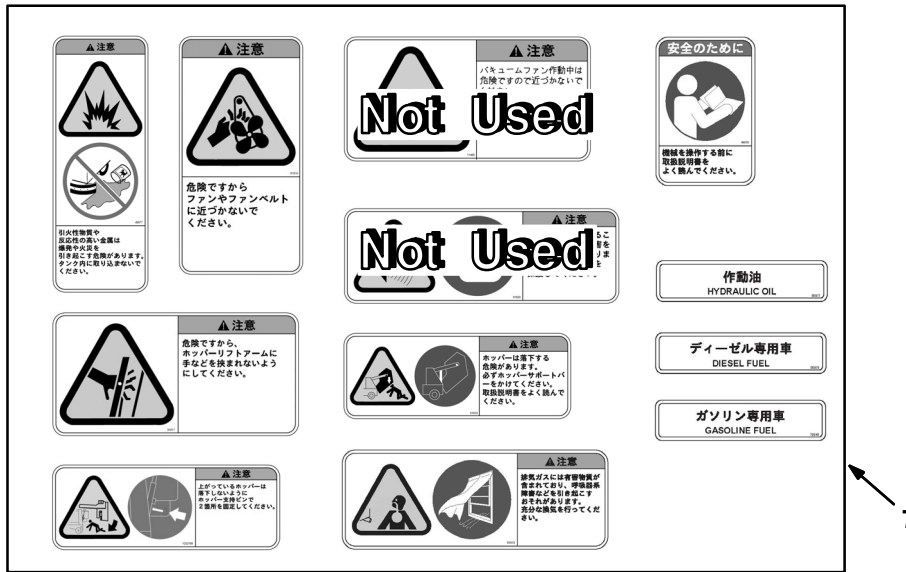 注意
引火性物質や
反応性の高い金属は
爆発や火災を
引き起こす危険があります。
タンク内に取り込まないで
ください。
注意
危険ですから
ファンやファンベルト
に近づかないで
ください。
注意
バキュームファン作動中は
危険ですので近づかないで
Not Used
安全のために
機械を操作する前に
取扱説明書を
よく読んでください。
注意
Not Used
作動油
HYDRAULIC OIL
注意
危険ですから、
ホッパーリフトアームに
手などを挟まれないよう
にしてください。
注意
ホッパーは落下する
危険があります。
必ずホッパーサポートバ
ーをかけてください。
取扱説明書をよく読んで
ください。
ディーゼル専用車
DIESEL FUEL
ガソリン専用車
GASOLINE FUEL
注意
上がっているホッパーは
落下しないように
ホッパー支持ピンで
2箇所を固定してください。
注意
排気ガスには有害物質が
含まれており、呼吸器系
障害などを引き起こす
おそれがあります。
充分な換気を行ってくだ
さい。